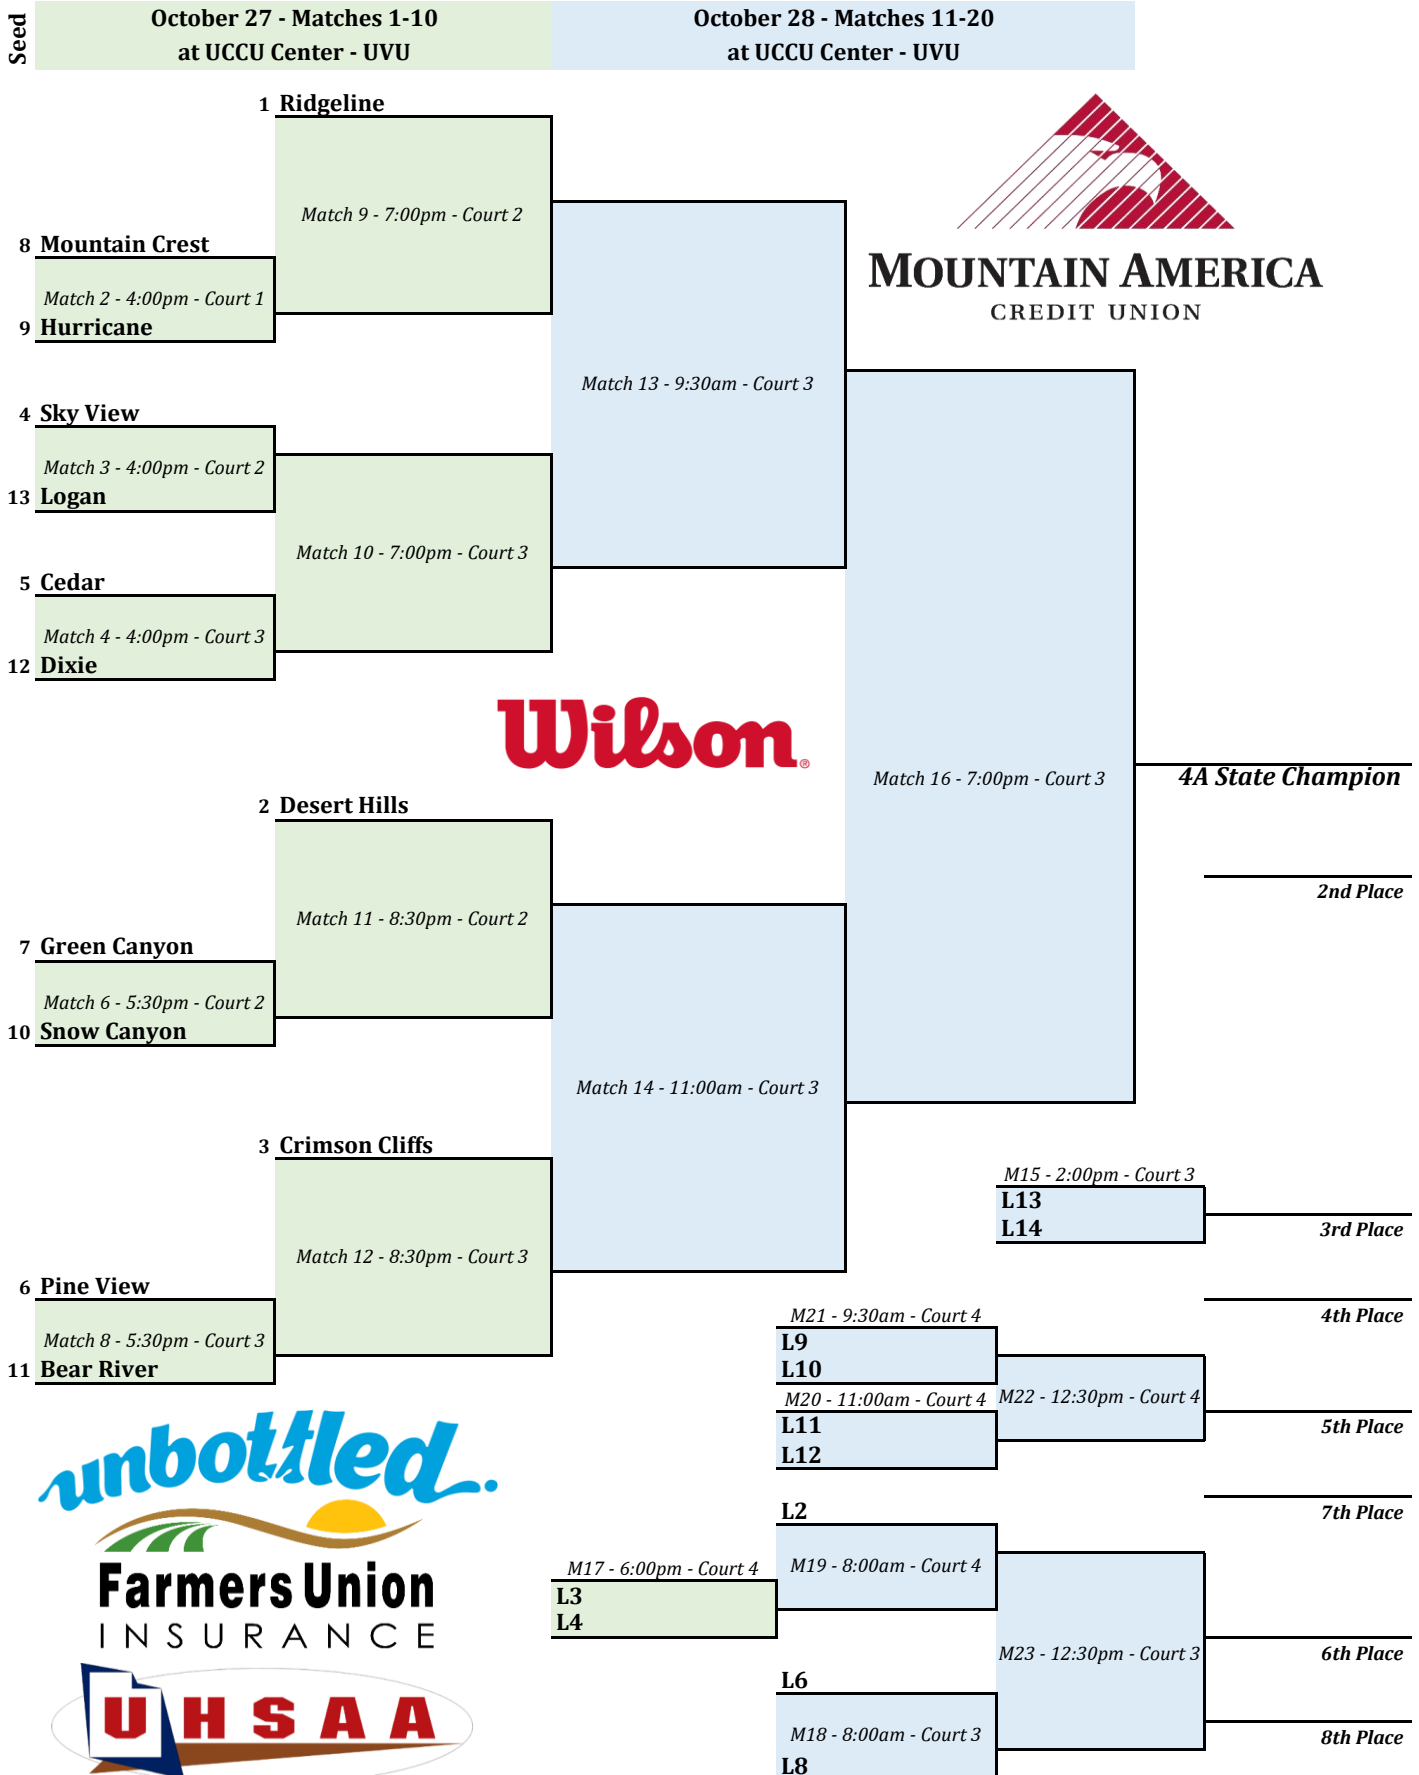 Seed
October 27 - Matches 1-10
at UCCU Center - UVU
October 28 - Matches 11-20
at UCCU Center - UVU
1 Ridgeline
Match 9 - 7:00pm - Court 2
8 Mountain Crest
Match 2 - 4:00pm - Court 1
9 Hurricane
MOUNTAIN AMERICA
CREDIT UNION
Match 13 - 9:30am - Court 3
4 Sky View
Match 3 - 4:00pm - Court 2
13 Logan
Match 10 - 7:00pm - Court 3
5 Cedar
Match 4 - 4:00pm - Court 3
12 Dixie
Wilson®
Match 16 - 7:00pm - Court 3
4A State Champion
2nd Place
2 Desert Hills
Match 11 - 8:30pm - Court 2
7 Green Canyon
Match 6 - 5:30pm - Court 2
10 Snow Canyon
Match 14 - 11:00am - Court 3
3 Crimson Cliffs
Match 12 - 8:30pm - Court 3
6 Pine View
Match 8 - 5:30pm - Court 3
11 Bear River
M15 - 2:00pm - Court 3
L13
L14
3rd Place
4th Place
M21 - 9:30am - Court 4
L9
L10
M20 - 11:00am - Court 4
L11
L12
M22 - 12:30pm - Court 4
5th Place
7th Place
L2
M19 - 8:00am - Court 4
M17 - 6:00pm - Court 4
L3
L4
M23 - 12:30pm - Court 3
6th Place
8th Place
L6
M18 - 8:00am - Court 3
L8
unbottled.
Farmers Union
INSURANCE
UHSAA